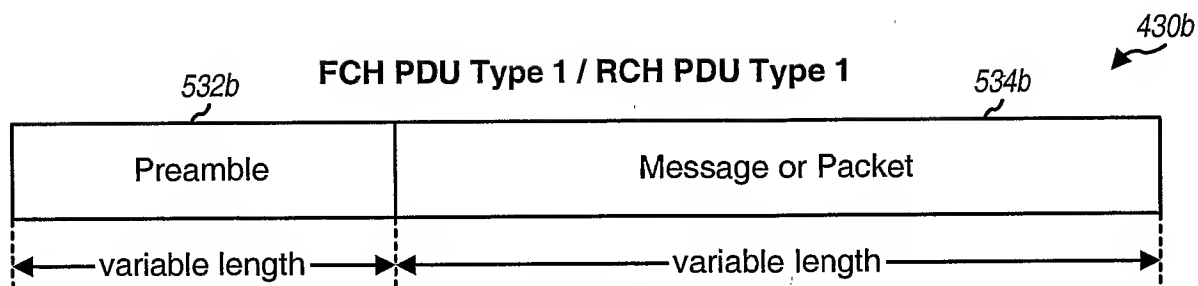 430b
FCH PDU Type 1 / RCH PDU Type 1
532b 534b
Preamble Message or Packet
variable length variable length